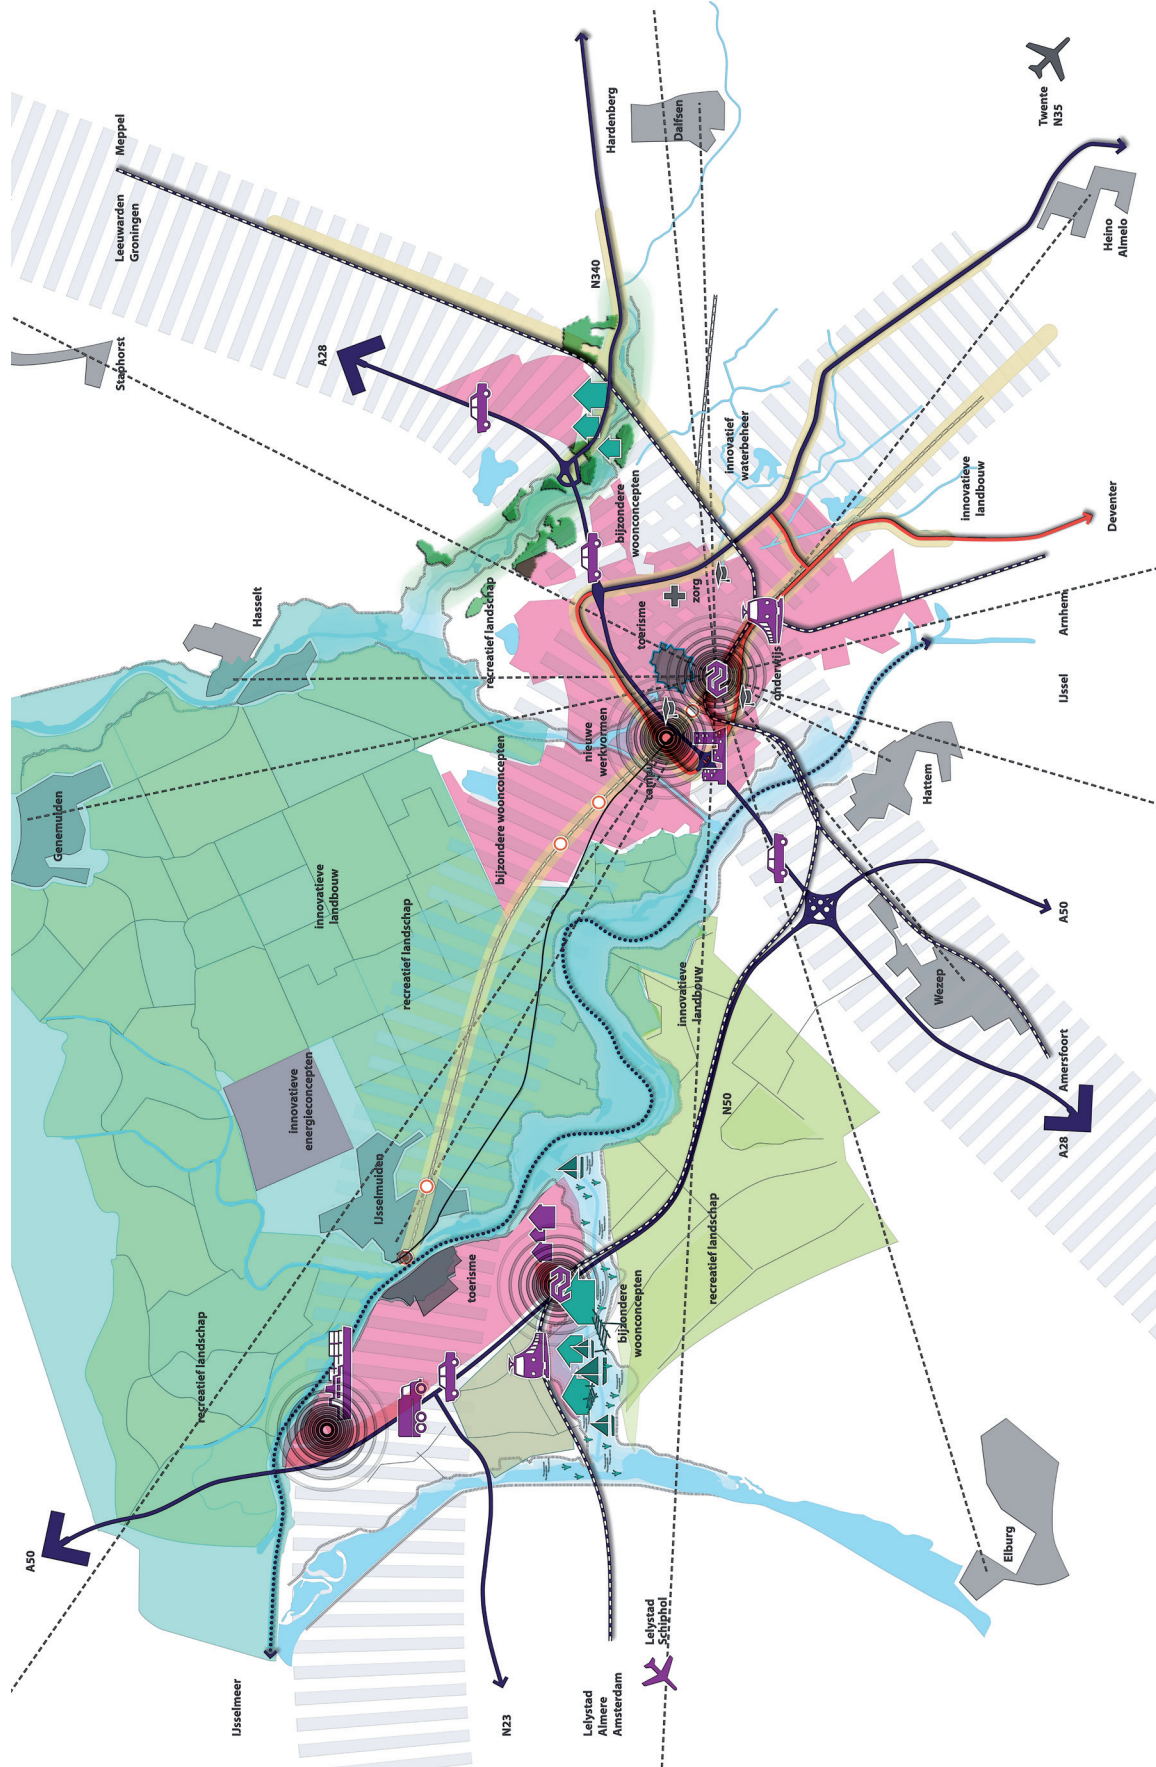 A50
IJsselmeer
Genemuiden
Staphorst
Leeuwarden
Groningen
Meppel
recreatief landschap
Hasselt
innovatieve
energieconcepten
innovatieve
landbouw
A28
IJsselmuiden
recreatief landschap
recreatief landschap
toerisme
bijzondere woonconcepten
N23
nieuwe
werkvormen
N340
Hardenberg
Lelystad
Almere
Amsterdam
bijzondere
woonconcepten
bijzondere
woonconcepten
toerisme
Lelystad
Schiphol
innovatieve
landbouw
zorg
Dalfsen
recreatief landschap
N50
innovatief
waterbeheer
onderwijs
Hattem
Wezep
innovatieve
landbouw
Elburg
A28
Amersfoort
A50
IJssel
Arnhem
Deventer
Heino
Almelo
Twente
N35